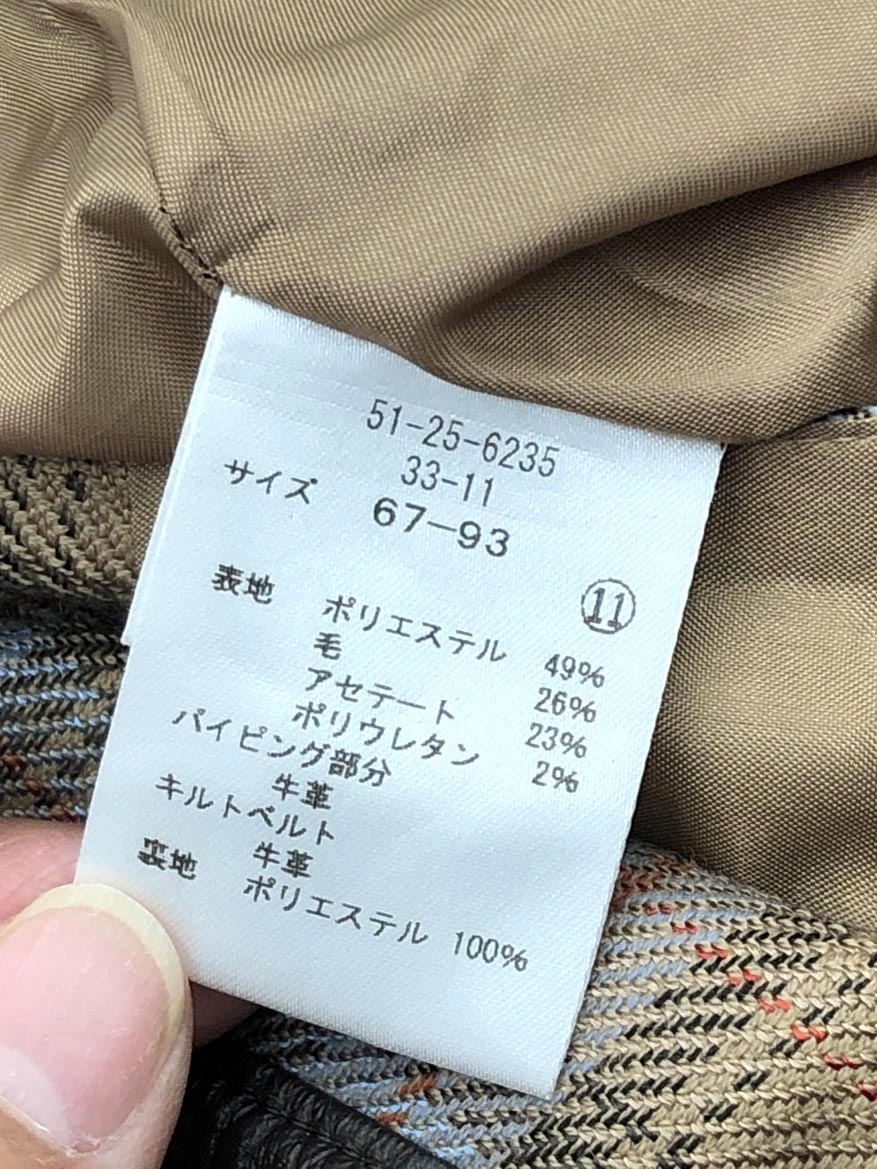 51-25-6235
33-11
サイズ 67-93
⑪
表地 ポリエステル 49%
毛 26%
アセテート 23%
ポリウレタン 2%
パイピング部分
牛革
キルトベルト
牛革
裏地 ポリエステル 100%